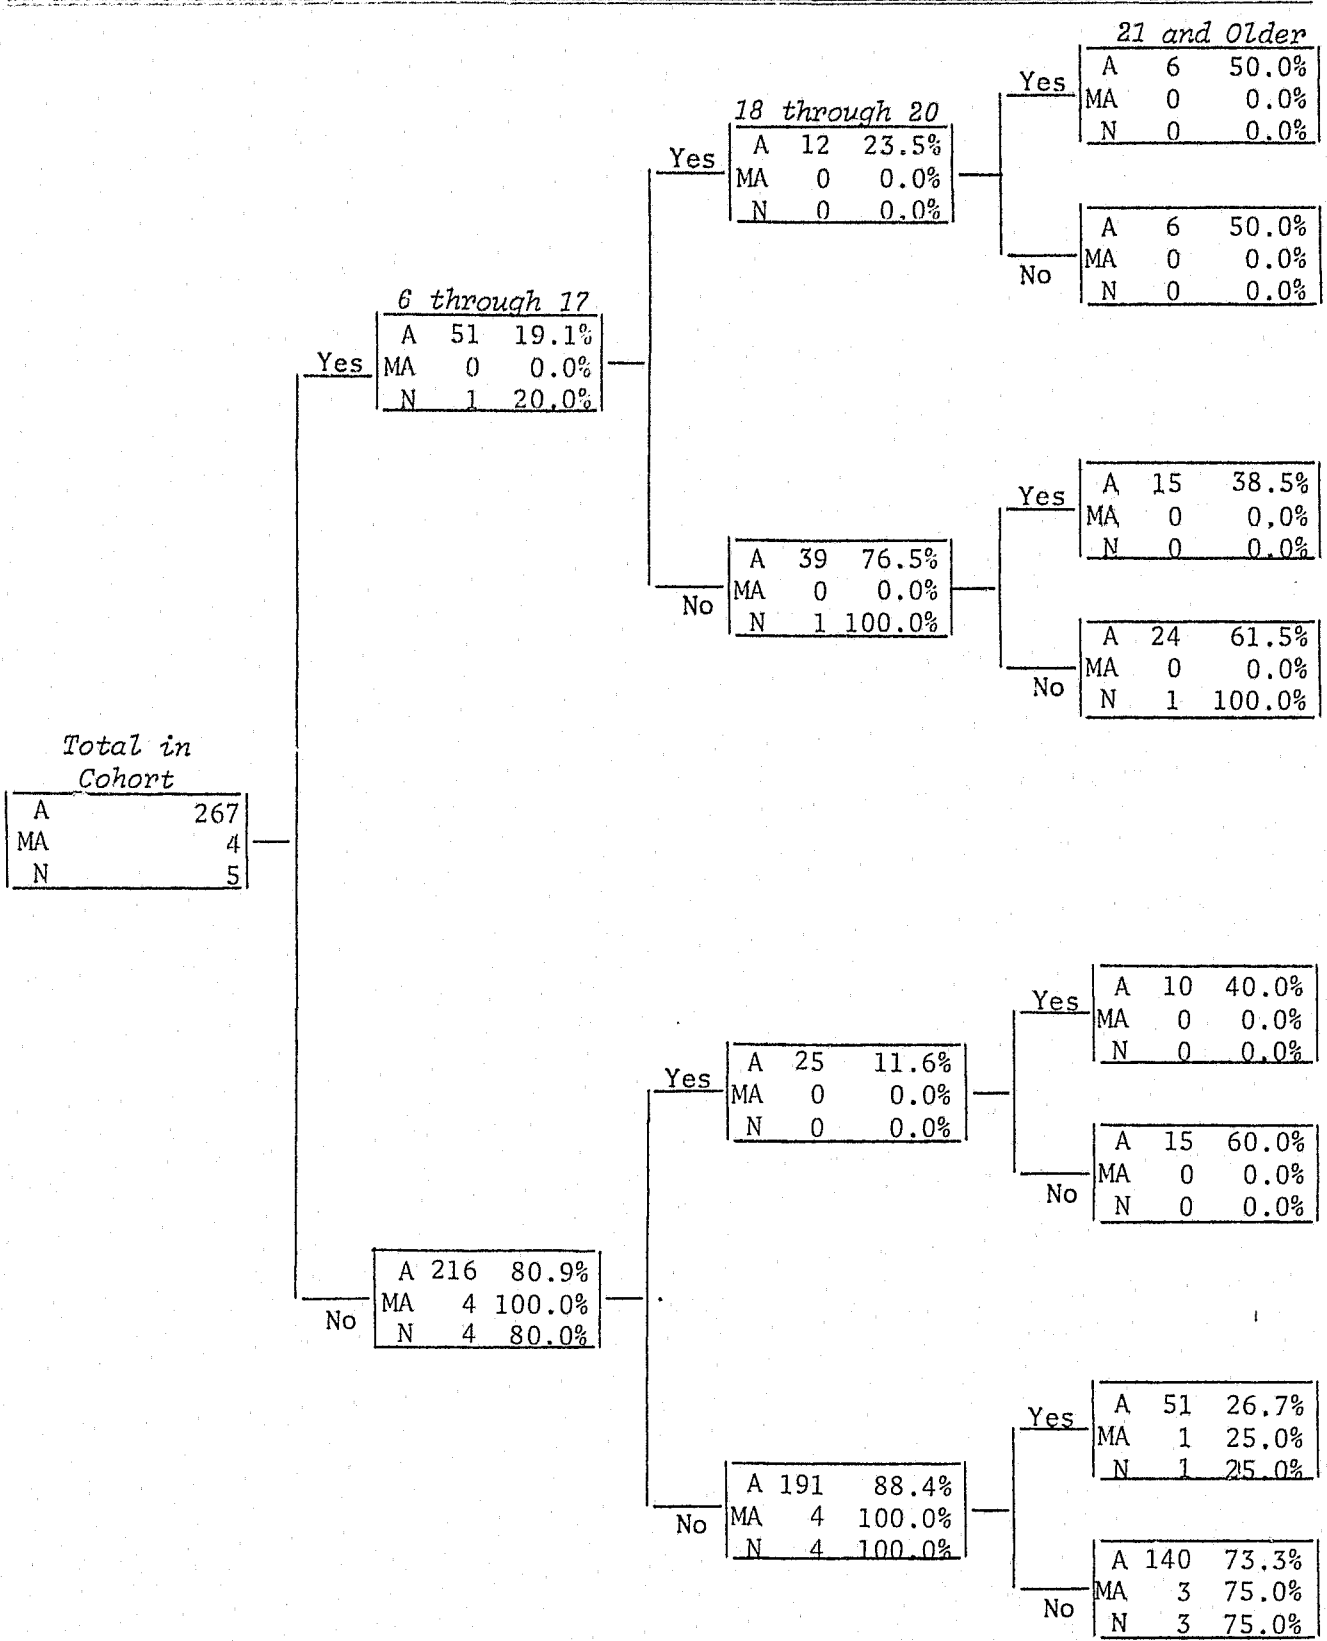 21 and Older
Yes
A 6 50.0%
MA 0 0.0%
N 0 0.0%
18 through 20
Yes
A 12 23.5%
MA 0 0.0%
N 0 0.0%
No
A 6 50.0%
MA 0 0.0%
N 0 0.0%
6 through 17
Yes
A 51 19.1%
MA 0 0.0%
N 1 20.0%
Yes
A 15 38.5%
MA 0 0.0%
N 0 0.0%
No
A 39 76.5%
MA 0 0.0%
N 1 100.0%
No
A 24 61.5%
MA 0 0.0%
N 1 100.0%
Total in
Cohort
A 267
MA 4
N 5
Yes
A 10 40.0%
MA 0 0.0%
N 0 0.0%
Yes
A 25 11.6%
MA 0 0.0%
N 0 0.0%
No
A 15 60.0%
MA 0 0.0%
N 0 0.0%
No
A 216 80.9%
MA 4 100.0%
N 4 80.0%
Yes
A 51 26.7%
MA 1 25.0%
N 1 25.0%
No
A 191 88.4%
MA 4 100.0%
N 4 100.0%
No
A 140 73.3%
MA 3 75.0%
N 3 75.0%